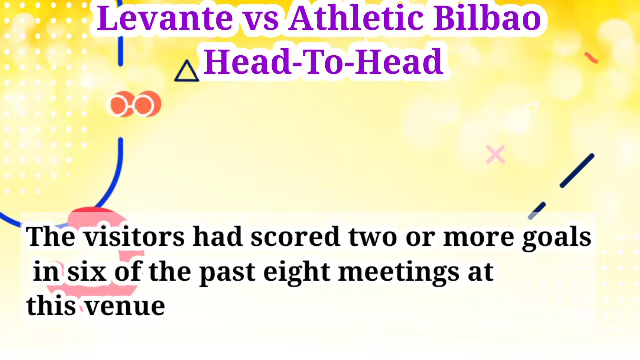 Levante vs Athletic Bilbao
Head-To-Head
The visitors had scored two or more goals
in six of the past eight meetings at
this venue